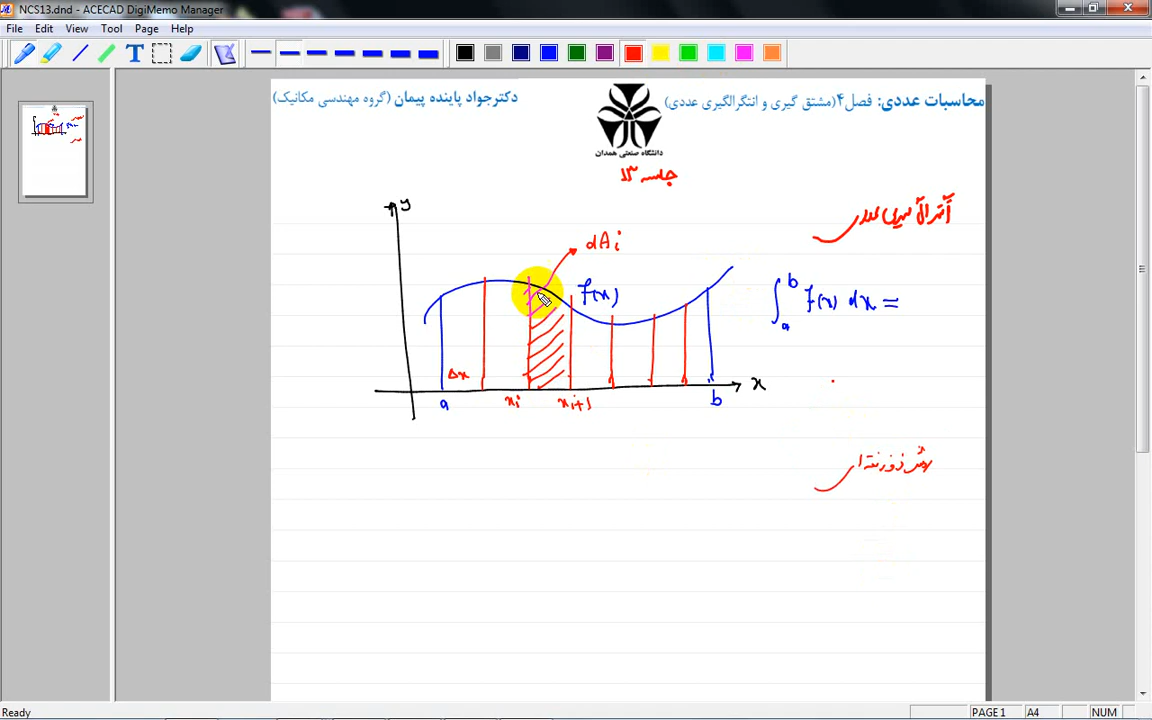 NCS13.dnd - ACECAD DigiMemo Manager
File Edit View Tool Page Help
محاسبات عددی: فصل۴(مشتق گیری و انتگرالگیری عددی)
دکترجواد پاینده پیمان (گروه مهندسی مکانیک)
دانشگاه صنعتی همدان
جلسه ۱۳
y
dAi
f(x)
∫ₐᵇ f(x) dx =
Δx
x
a
xi
xi+1
b
روش ذوزنقه ای
Ready
PAGE 1 A4 NUM